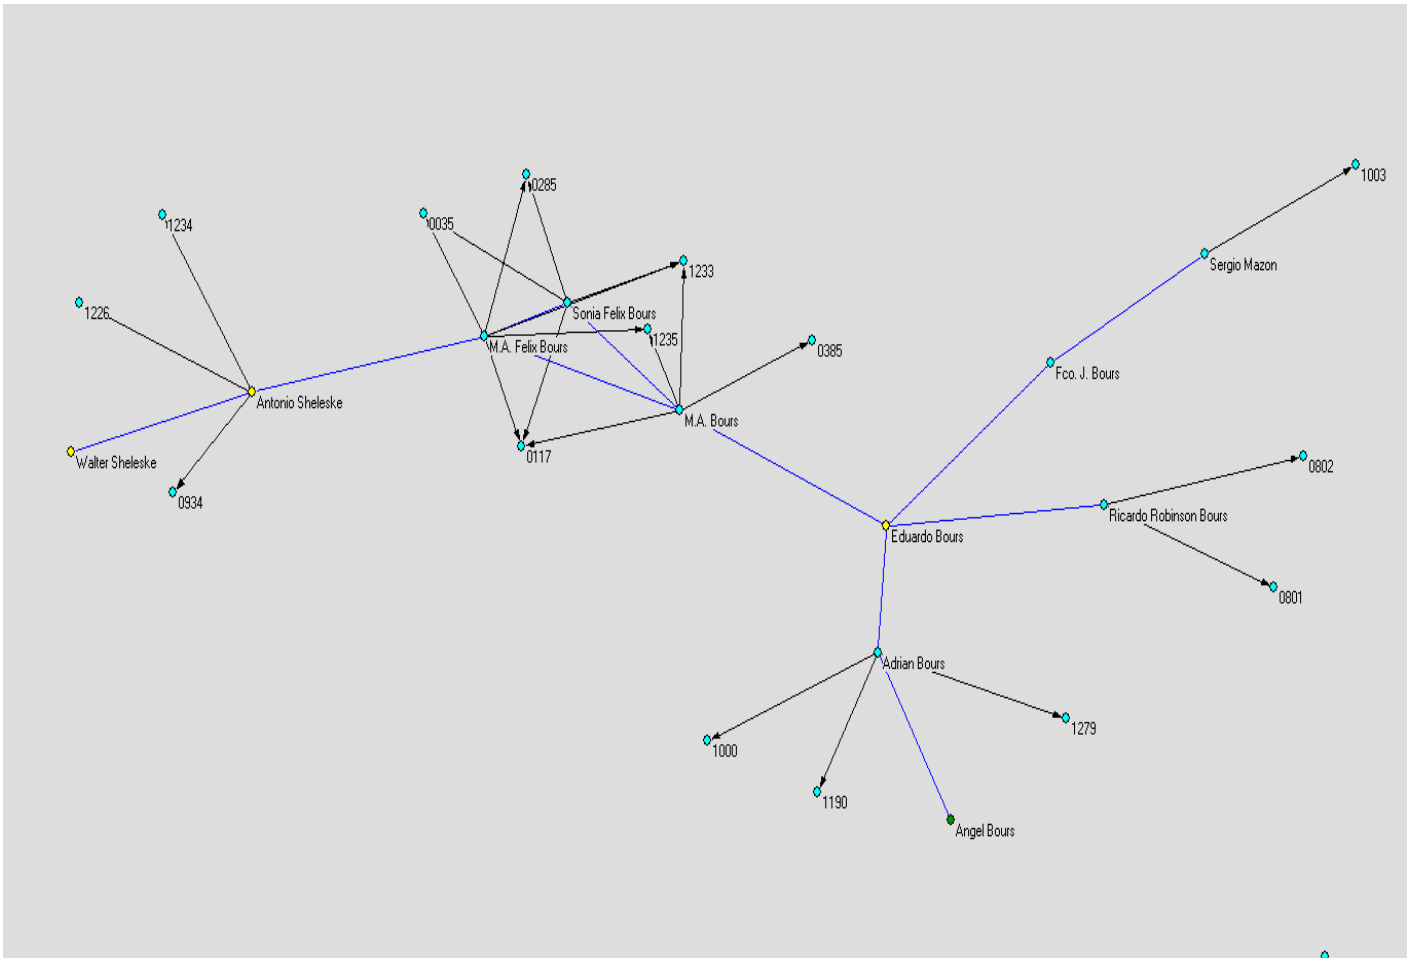 1003
0285
0035
1234
1233
Sergio Mazon
1226
Sonia Felix Bours
1235
M.A. Felix Bours
0385
Fco. J. Bours
Antonio Sheleske
M.A. Bours
0117
Walter Sheleske
0802
0934
Ricardo Robinson Bours
Eduardo Bours
0801
Adrian Bours
1279
1000
1190
Angel Bours